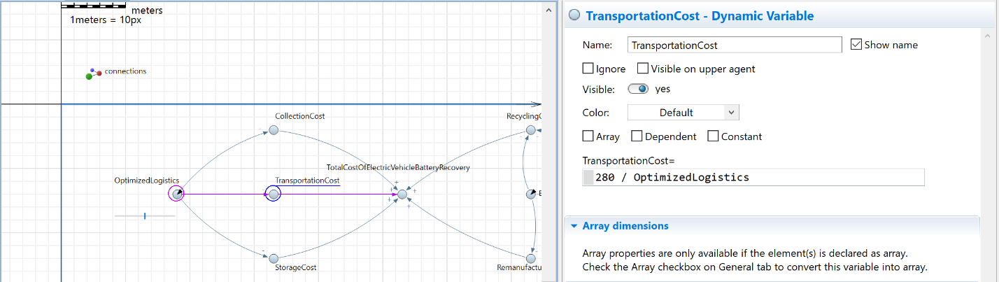 meters
1meters = 10px
connections
CollectionCost
RecyclingC
TotalCostOfElectricVehicleBatteryRecovery
OptimizedLogistics
TransportationCost
StorageCost
Remanufactu
TransportationCost - Dynamic Variable
Name: TransportationCost Show name
Ignore Visible on upper agent
Visible: yes
Color: Default
Array Dependent Constant
TransportationCost=
280 / OptimizedLogistics
Array dimensions
Array properties are only available if the element(s) is declared as array.
Check the Array checkbox on General tab to convert this variable into array.